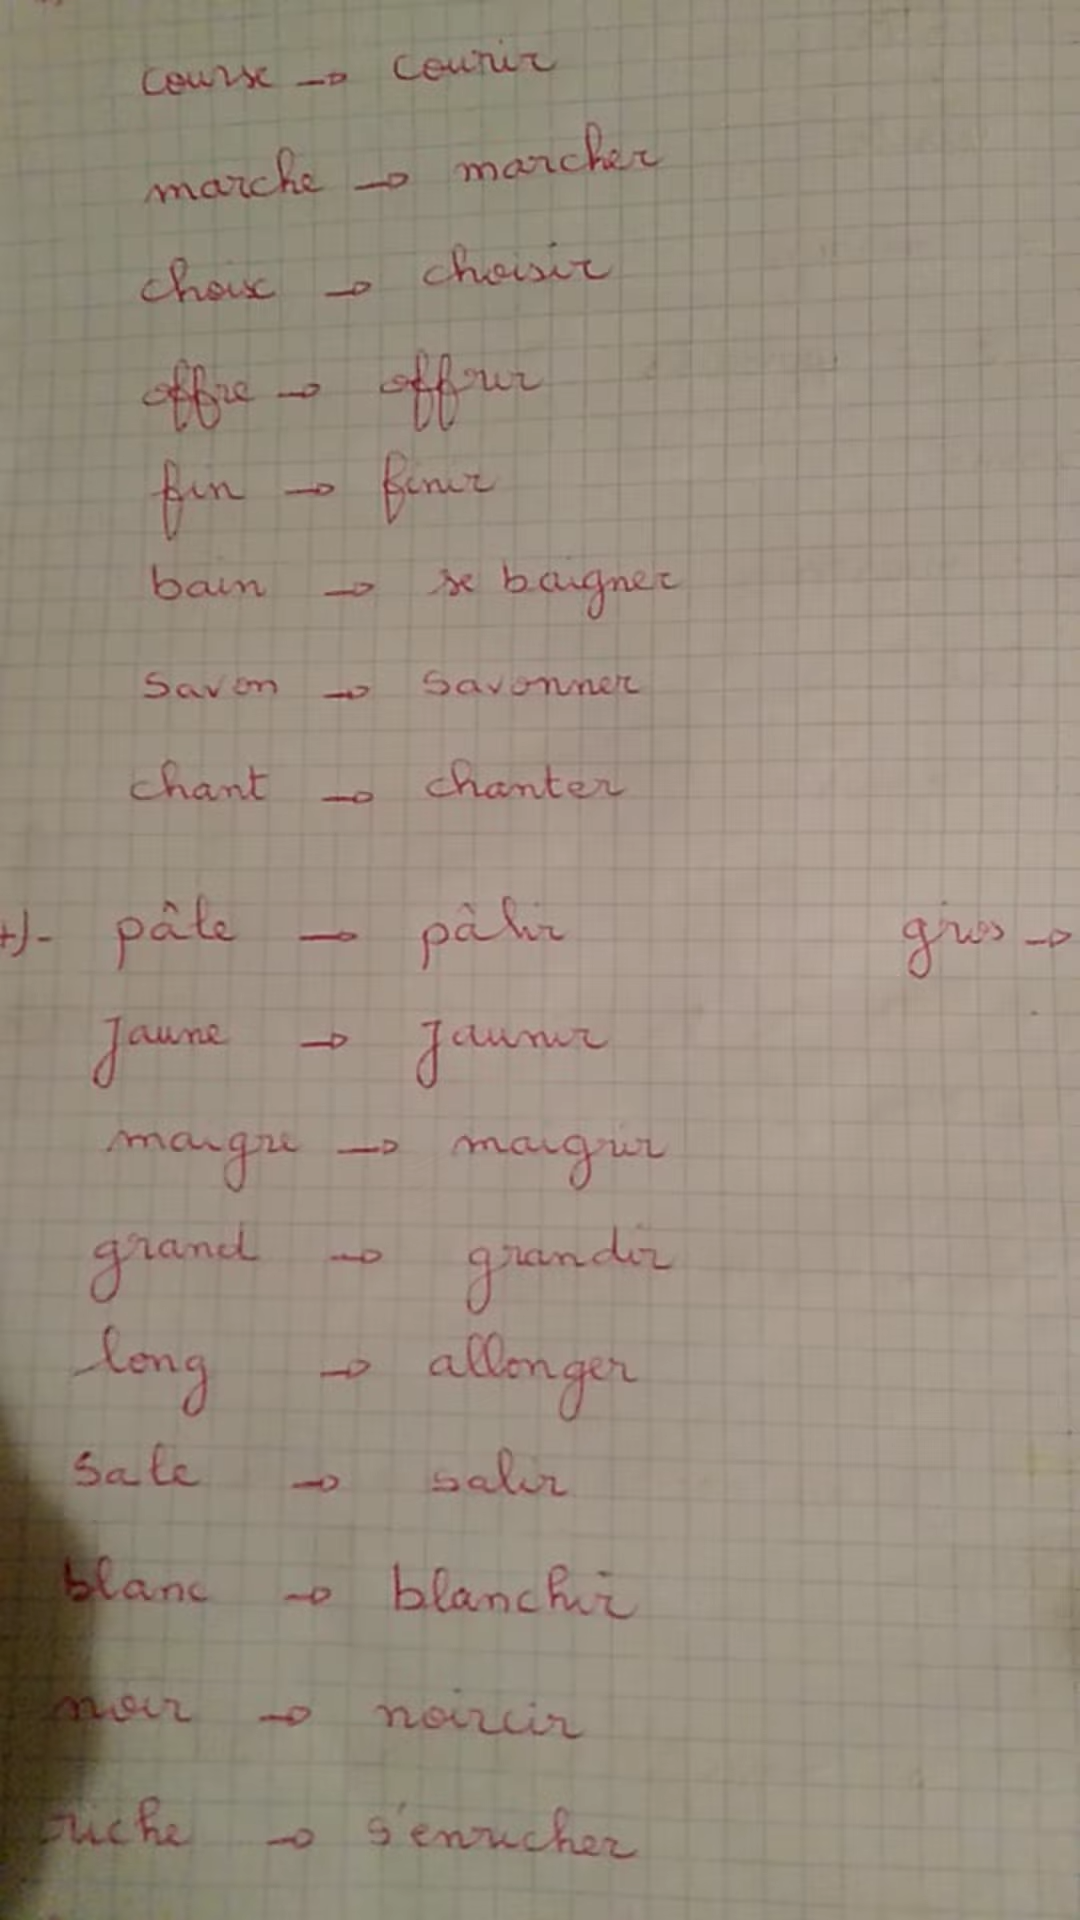 course → courir
marche → marcher
choix → choisir
offre → offrir
fin → finir
bain → se baigner
savon → savonner
chant → chanter
+)- pâle → pâlir gros →
Jaune → Jaunir
maigre → maigrir
grand → grandir
long → allonger
sale → salir
blanc → blanchir
noir → noircir
riche → s'enricher